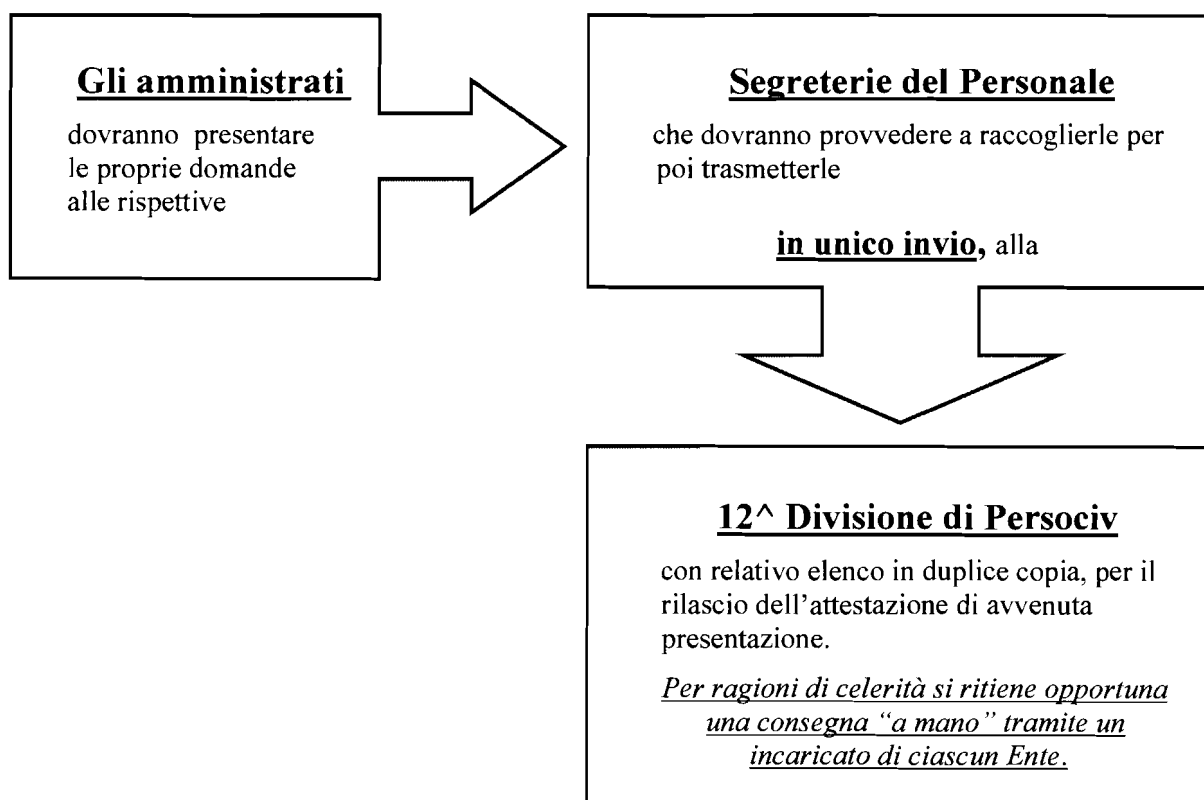 Gli amministrati
dovranno presentare
le proprie domande
alle rispettive
Segreterie del Personale
che dovranno provvedere a raccoglierle per
poi trasmetterle
in unico invio, alla
12^ Divisione di Persociv
con relativo elenco in duplice copia, per il
rilascio dell’attestazione di avvenuta
presentazione.
Per ragioni di celerità si ritiene opportuna
una consegna “a mano” tramite un
incaricato di ciascun Ente.